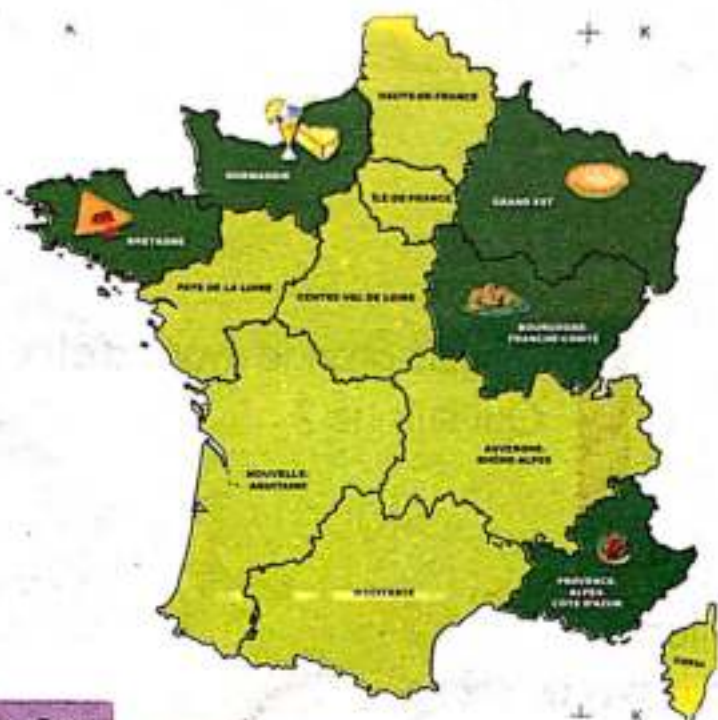 HAUTS-DE-FRANCE
NORMANDIE
ÎLE-DE-FRANCE
GRAND EST
BRETAGNE
PAYS DE LA LOIRE
CENTRE-VAL DE LOIRE
BOURGOGNE-
FRANCHE-COMTÉ
NOUVELLE-
AQUITAINE
AUVERGNE-
RHÔNE-ALPES
OCCITANIE
PROVENCE-
ALPES-
CÔTE D'AZUR
CORSE